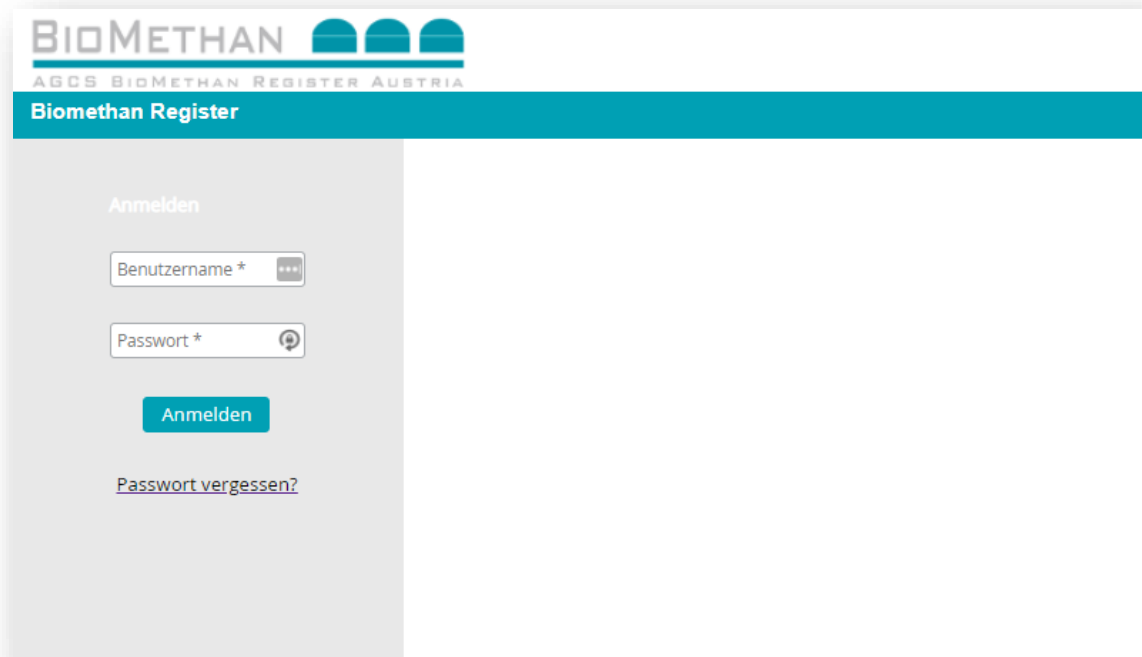 BIOMETHAN
AGCS BIOMETHAN REGISTER AUSTRIA
Biomethan Register
Anmelden
Benutzername *
Passwort *
Anmelden
Passwort vergessen?